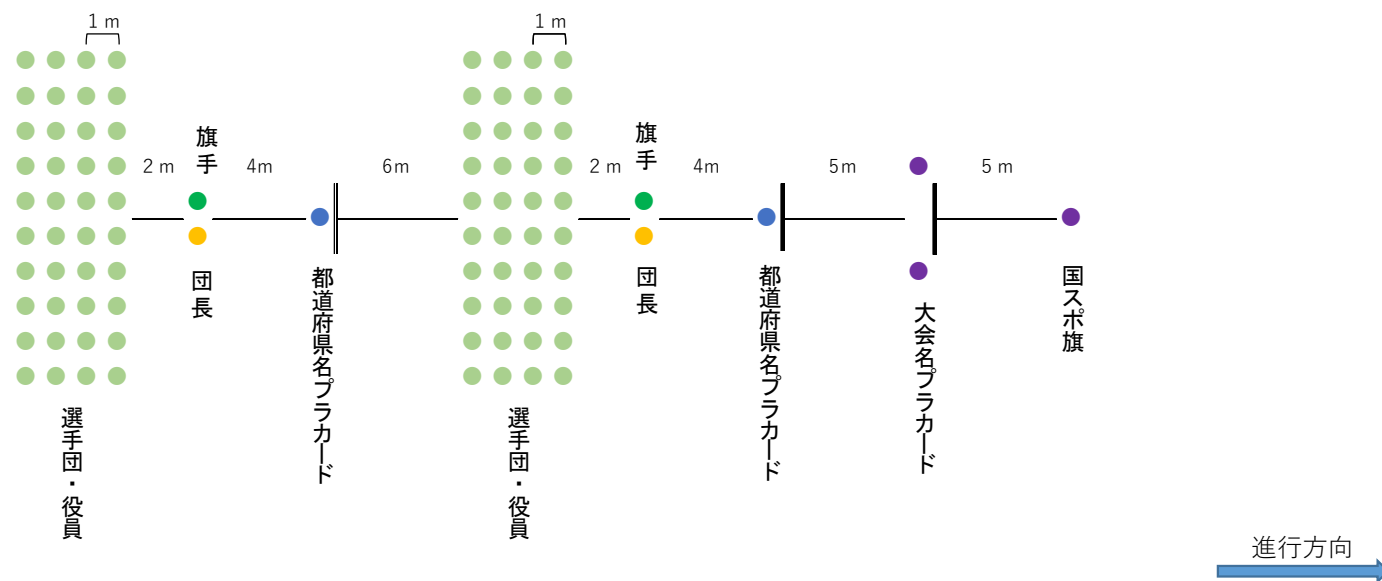 1 m
1 m
旗手
旗手
2 m
4m
6m
2 m
4m
5m
5 m
団長
都道府県名プラカード
団長
都道府県名プラカード
大会名プラカード
国スポ旗
選手団・役員
選手団・役員
進行方向